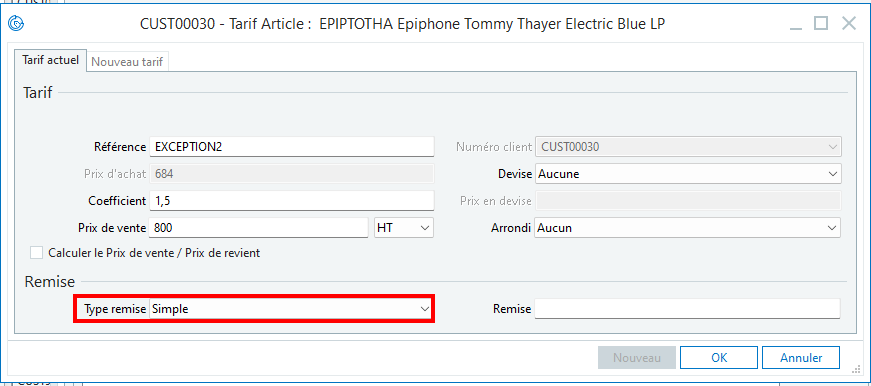 CUST00030 - Tarif Article : EPIPTOTHA Epiphone Tommy Thayer Electric Blue LP
Tarif actuel Nouveau tarif
Tarif
Référence EXCEPTION2 Numéro client CUST00030
Prix d'achat 684 Devise Aucune
Coefficient 1,5 Prix en devise
Prix de vente 800 HT Arrondi Aucun
Calculer le Prix de vente / Prix de revient
Remise
Type remise Simple Remise
Nouveau OK Annuler